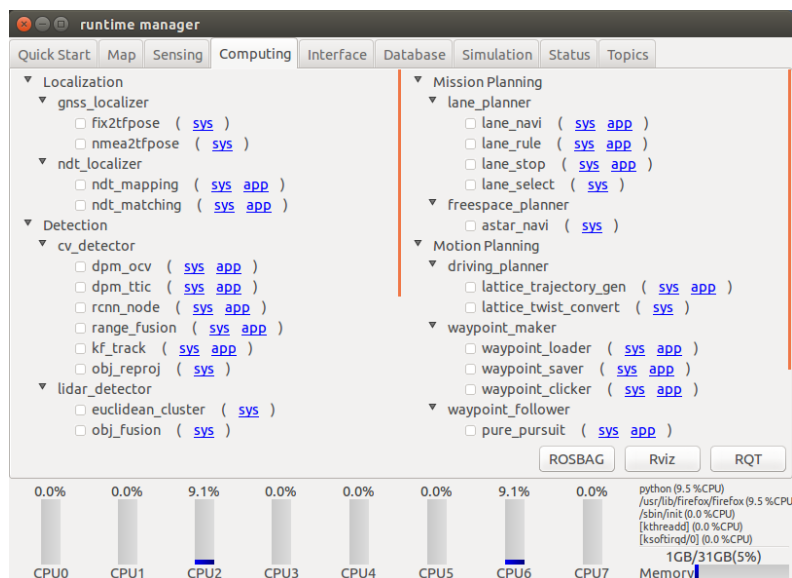 runtime manager
Quick Start Map Sensing Computing Interface Database Simulation Status Topics
Localization
gnss_localizer
fix2tfpose ( sys )
nmea2tfpose ( sys )
ndt_localizer
ndt_mapping ( sys app )
ndt_matching ( sys app )
Detection
cv_detector
dpm_ocv ( sys app )
dpm_ttic ( sys app )
rcnn_node ( sys app )
range_fusion ( sys app )
kf_track ( sys app )
obj_reproj ( sys )
lidar_detector
euclidean_cluster ( sys )
obj_fusion ( sys )
Mission Planning
lane_planner
lane_navi ( sys app )
lane_rule ( sys app )
lane_stop ( sys app )
lane_select ( sys )
freespace_planner
astar_navi ( sys )
Motion Planning
driving_planner
lattice_trajectory_gen ( sys app )
lattice_twist_convert ( sys )
waypoint_maker
waypoint_loader ( sys app )
waypoint_saver ( sys app )
waypoint_clicker ( sys app )
waypoint_follower
pure_pursuit ( sys app )
ROSBAG Rviz RQT
0.0% 0.0% 9.1% 0.0% 0.0% 0.0% 9.1% 0.0%
CPU0 CPU1 CPU2 CPU3 CPU4 CPU5 CPU6 CPU7
python (9.5 %CPU)
/usr/lib/firefox/firefox (9.5 %CPU
/sbin/init (0.0 %CPU)
[kthreadd] (0.0 %CPU)
[ksoftirqd/0] (0.0 %CPU)
1GB/31GB(5%)
Memory